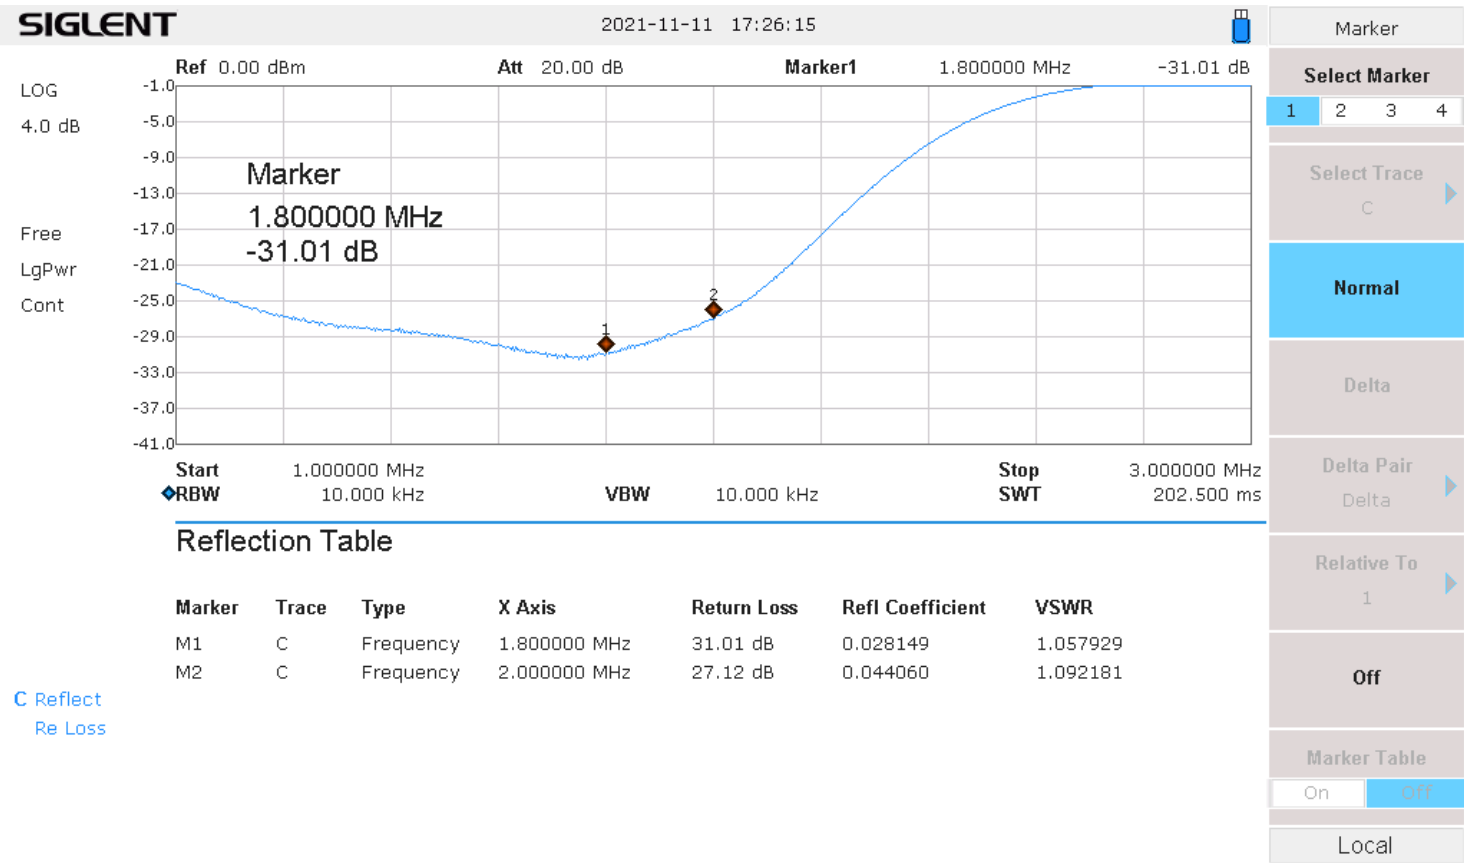 SIGLENT
2021-11-11 17:26:15
Marker
Ref 0.00 dBm Att 20.00 dB Marker1 1.800000 MHz -31.01 dB
LOG
4.0 dB
Free
LgPwr
Cont
-1.0
-5.0
-9.0
-13.0
-17.0
-21.0
-25.0
-29.0
-33.0
-37.0
-41.0
Marker
1.800000 MHz
-31.01 dB
1
2
Start 1.000000 MHz Stop 3.000000 MHz
RBW 10.000 kHz VBW 10.000 kHz SWT 202.500 ms
Reflection Table
Marker Trace Type X Axis Return Loss Refl Coefficient VSWR
M1 C Frequency 1.800000 MHz 31.01 dB 0.028149 1.057929
M2 C Frequency 2.000000 MHz 27.12 dB 0.044060 1.092181
C Reflect
Re Loss
Select Marker
1 2 3 4
Select Trace
C
Normal
Delta
Delta Pair
Delta
Relative To
1
Off
Marker Table
On Off
Local